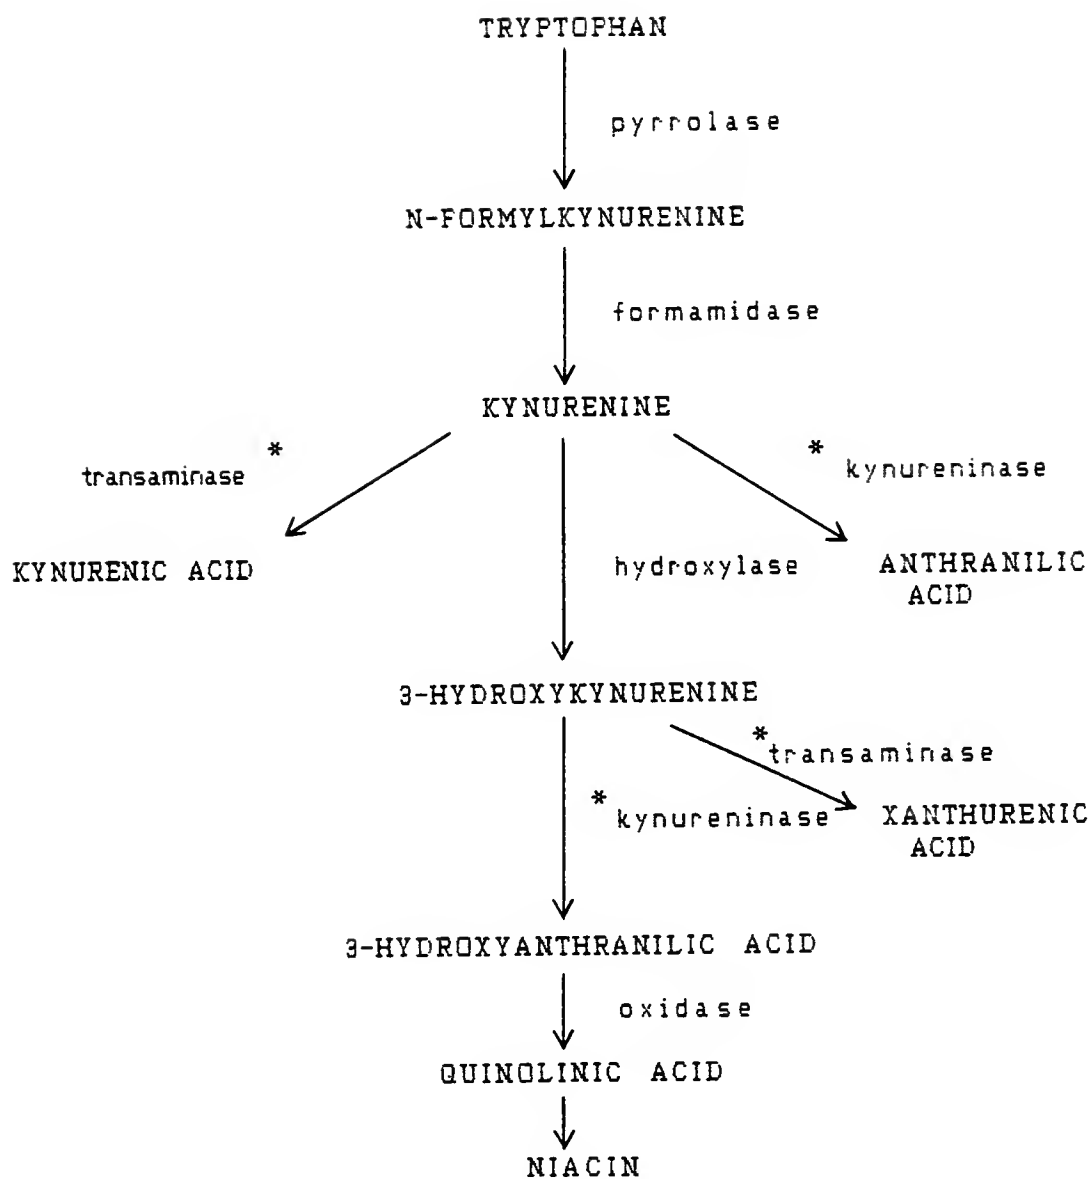 TRYPTOPHAN
pyrrolase
N-FORMYLKYNURENINE
formamidase
KYNURENINE
transaminase *
* kynureninase
KYNURENIC ACID
hydroxylase
ANTHRANILIC
ACID
3-HYDROXYKYNURENINE
*transaminase
*kynureninase
XANTHURENIC
ACID
3-HYDROXYANTHRANILIC ACID
oxidase
QUINOLINIC ACID
NIACIN